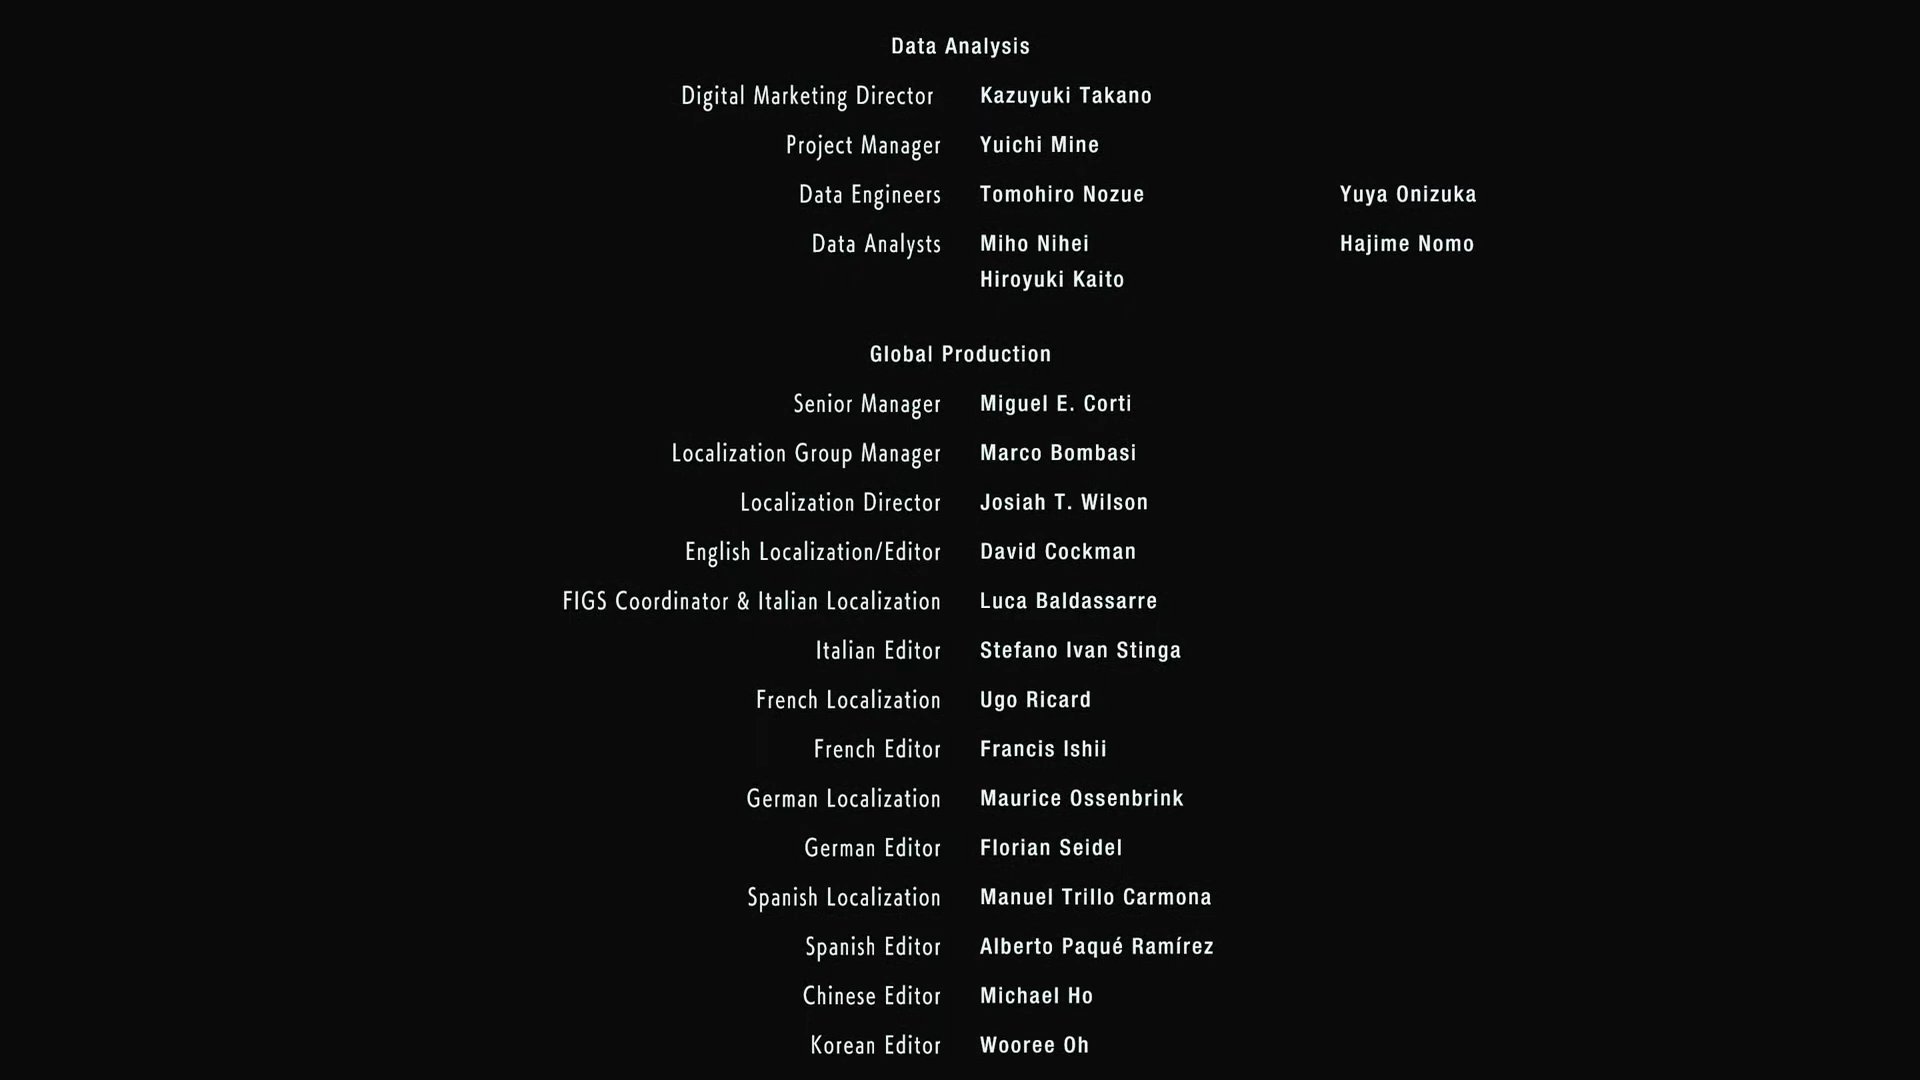 Data Analysis
Digital Marketing Director Kazuyuki Takano
Project Manager Yuichi Mine
Data Engineers Tomohiro Nozue Yuya Onizuka
Data Analysts Miho Nihei Hajime Nomo
Hiroyuki Kaito
Global Production
Senior Manager Miguel E. Corti
Localization Group Manager Marco Bombasi
Localization Director Josiah T. Wilson
English Localization/Editor David Cockman
FIGS Coordinator & Italian Localization Luca Baldassarre
Italian Editor Stefano Ivan Stinga
French Localization Ugo Ricard
French Editor Francis Ishii
German Localization Maurice Ossenbrink
German Editor Florian Seidel
Spanish Localization Manuel Trillo Carmona
Spanish Editor Alberto Paqué Ramírez
Chinese Editor Michael Ho
Korean Editor Wooree Oh